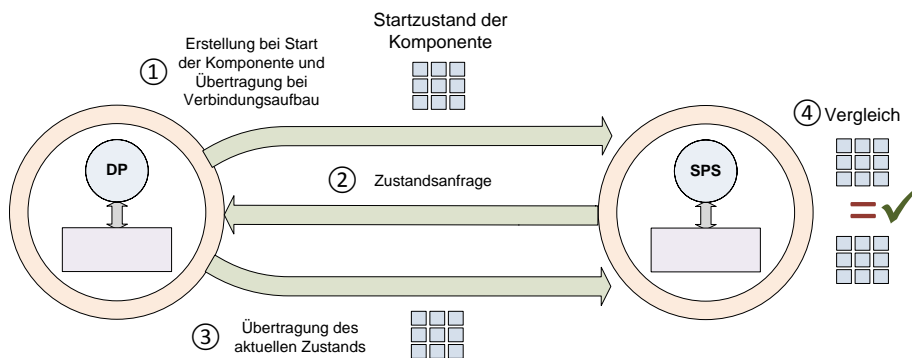 Startzustand der
Komponente
①
Erstellung bei Start
der Komponente und
Übertragung bei
Verbindungsaufbau
④ Vergleich
DP
② Zustandsanfrage
SPS
=
③
Übertragung des
aktuellen Zustands